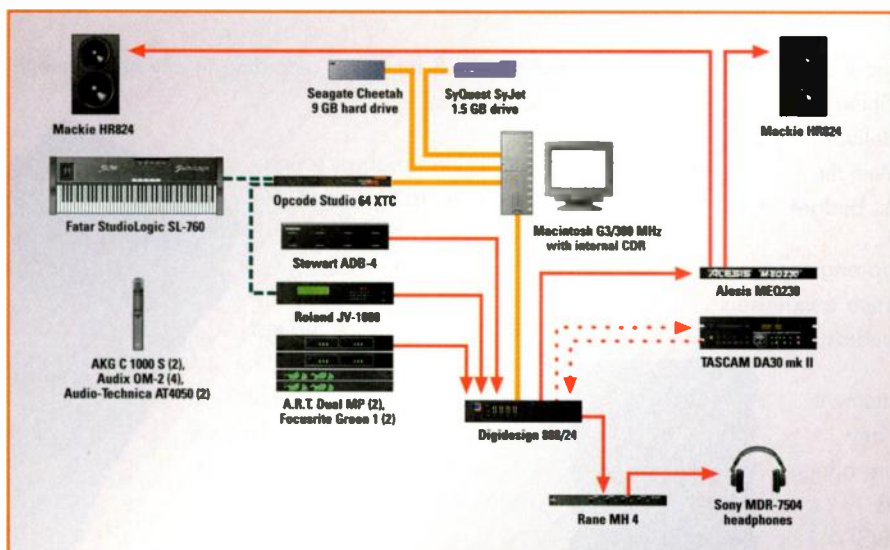 Mackie HR824
Seagate Cheetah
9 GB hard drive
SyQuest SyJet
1.5 GB drive
Mackie HR824
Fatar StudioLogic SL-760
Opcode Studio 64 XTC
Macintosh G3/300 MHz
with internal CDR
Stewart ADB-4
ALESIS MEQ230
Alesis MEQ230
Roland JV-1080
AKG C 1000 S (2),
Audix OM-2 (4),
Audio-Technica AT4050 (2)
A.R.T. Dual MP (2),
Focusrite Green 1 (2)
TASCAM DA30 mk II
Digidesign 888/24
Rane MH 4
Sony MDR-7504
headphones